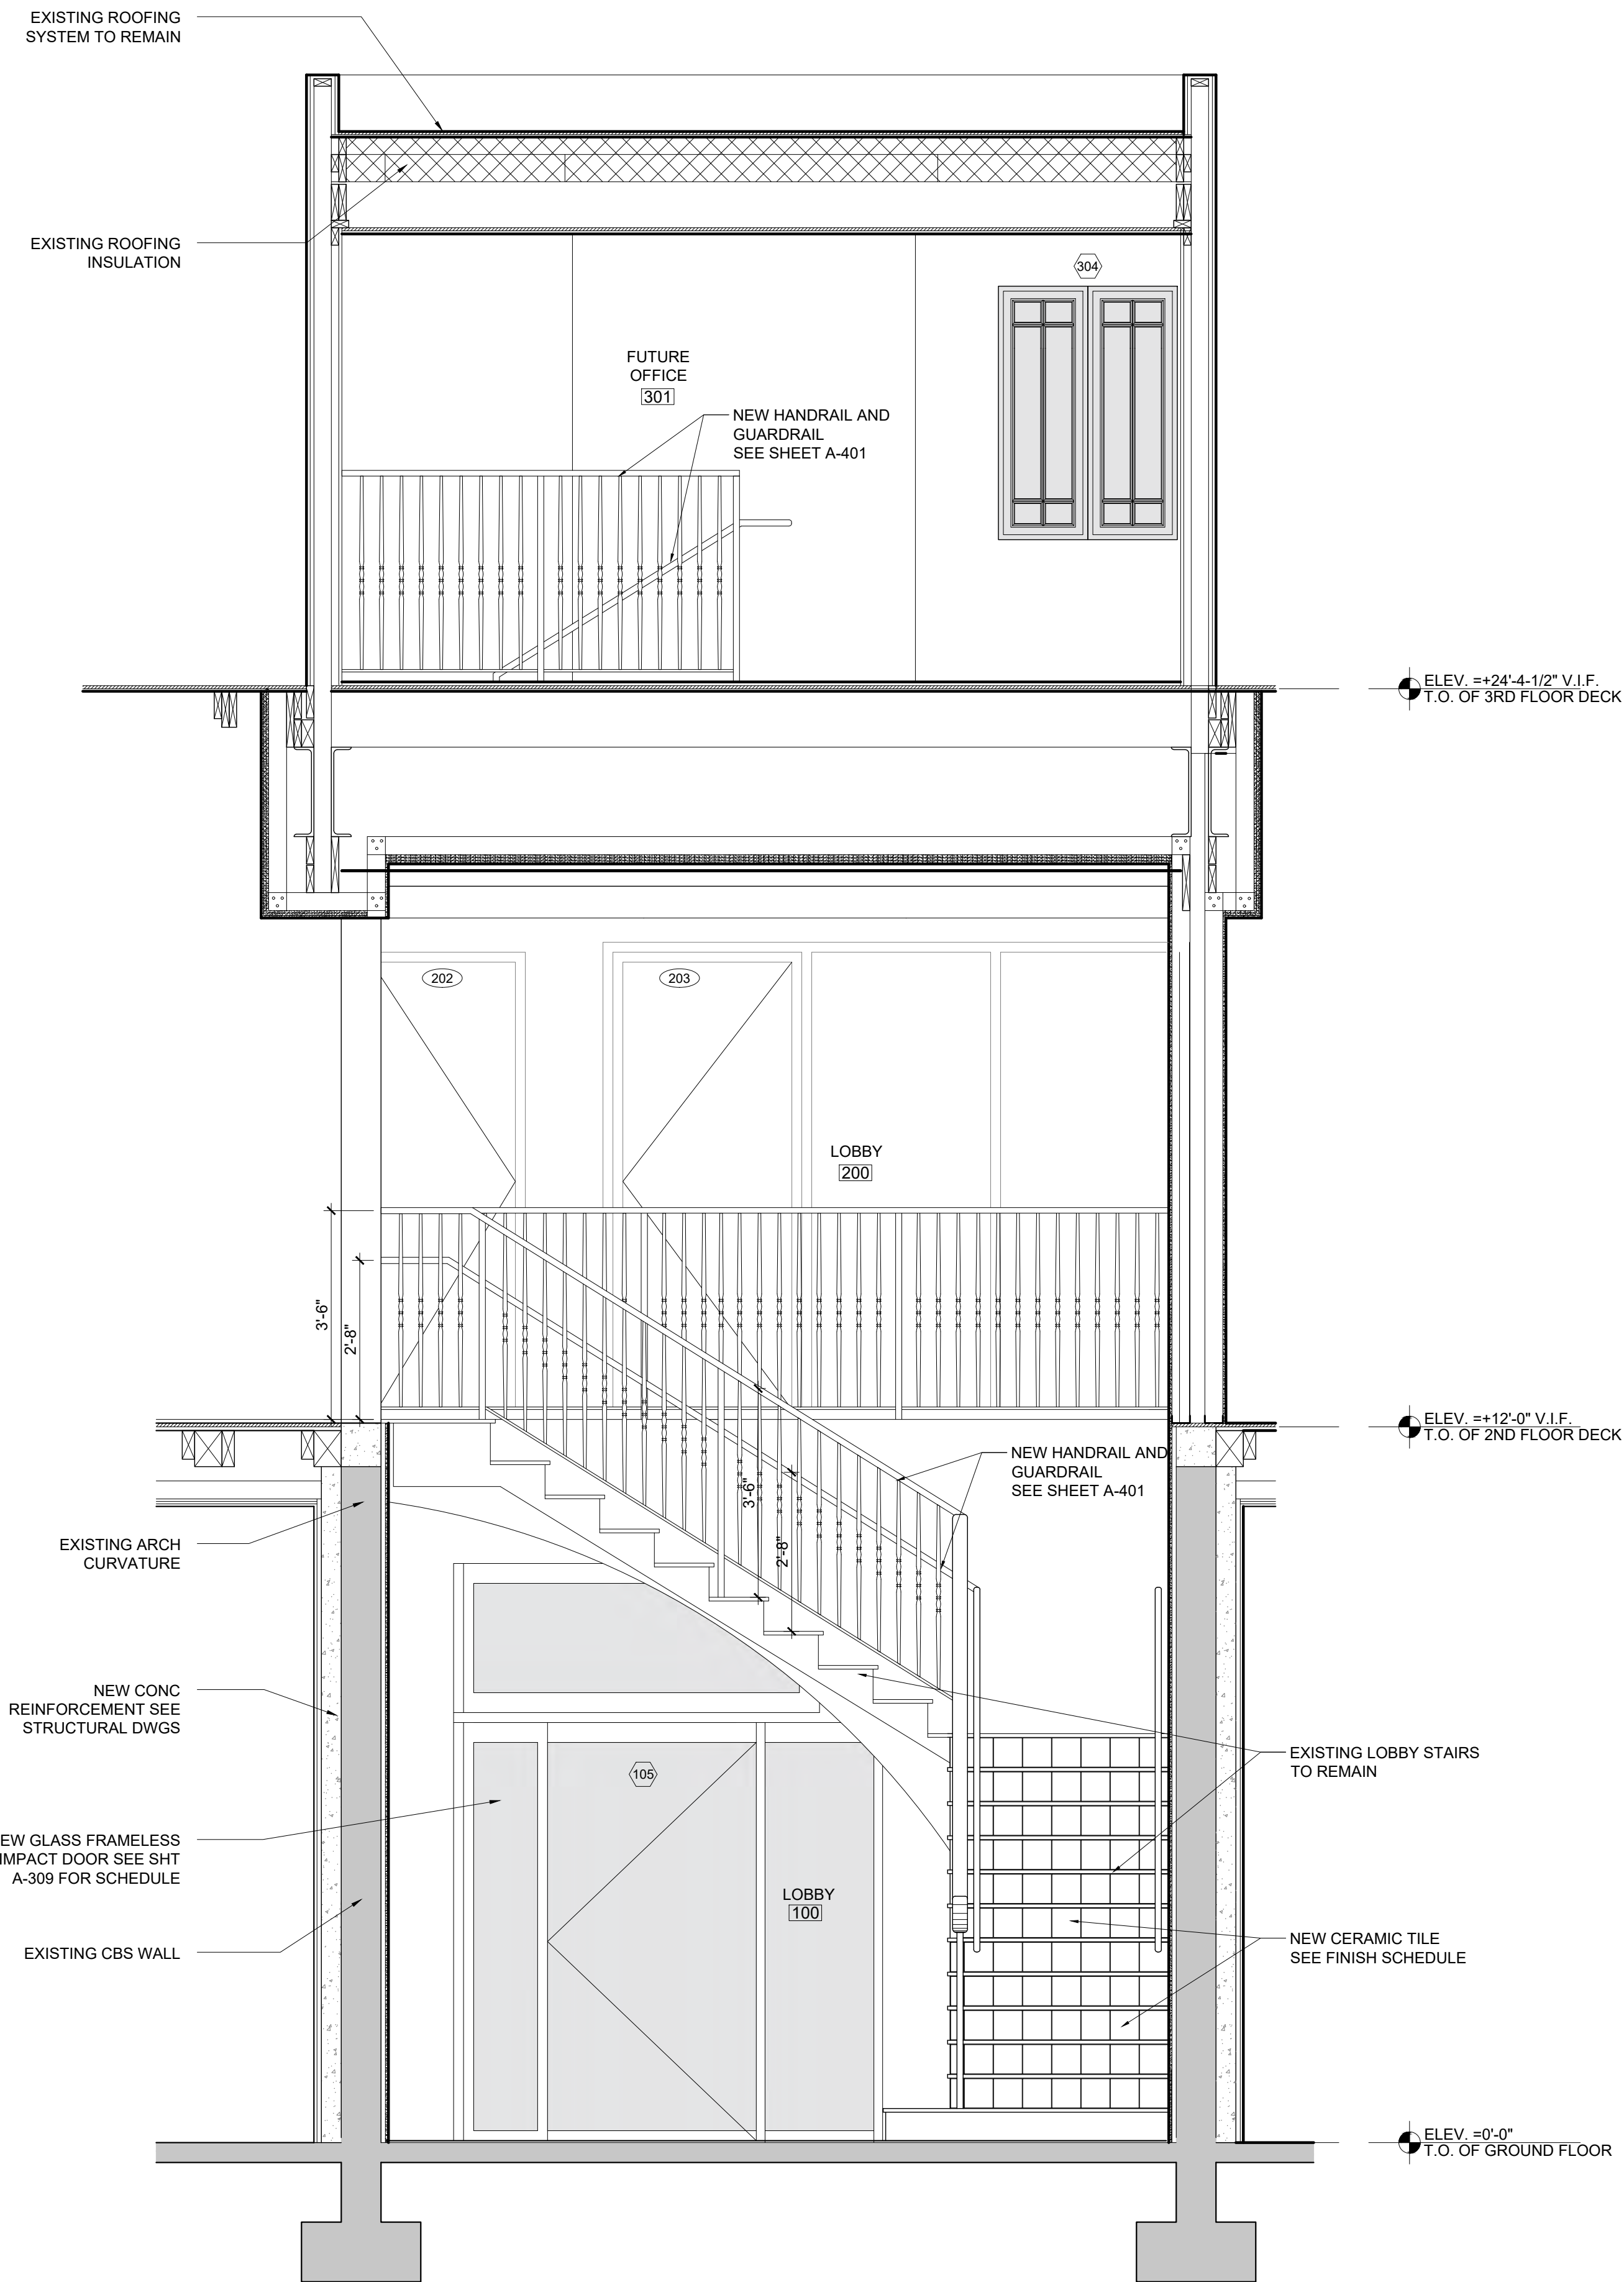 EXISTING ROOFING
SYSTEM TO REMAIN
EXISTING ROOFING
INSULATION
304
FUTURE
OFFICE
301
NEW HANDRAIL AND
GUARDRAIL
SEE SHEET A-401
ELEV. =+24'-4-1/2" V.I.F.
T.O. OF 3RD FLOOR DECK
202
203
LOBBY
200
3'-6"
2'-8"
ELEV. =+12'-0" V.I.F.
T.O. OF 2ND FLOOR DECK
NEW HANDRAIL AND
GUARDRAIL
SEE SHEET A-401
3'-6"
2'-8"
EXISTING ARCH
CURVATURE
NEW CONC
REINFORCEMENT SEE
STRUCTURAL DWGS
105
EXISTING LOBBY STAIRS
TO REMAIN
EW GLASS FRAMELESS
IMPACT DOOR SEE SHT
A-309 FOR SCHEDULE
LOBBY
100
EXISTING CBS WALL
NEW CERAMIC TILE
SEE FINISH SCHEDULE
ELEV. =0'-0"
T.O. OF GROUND FLOOR